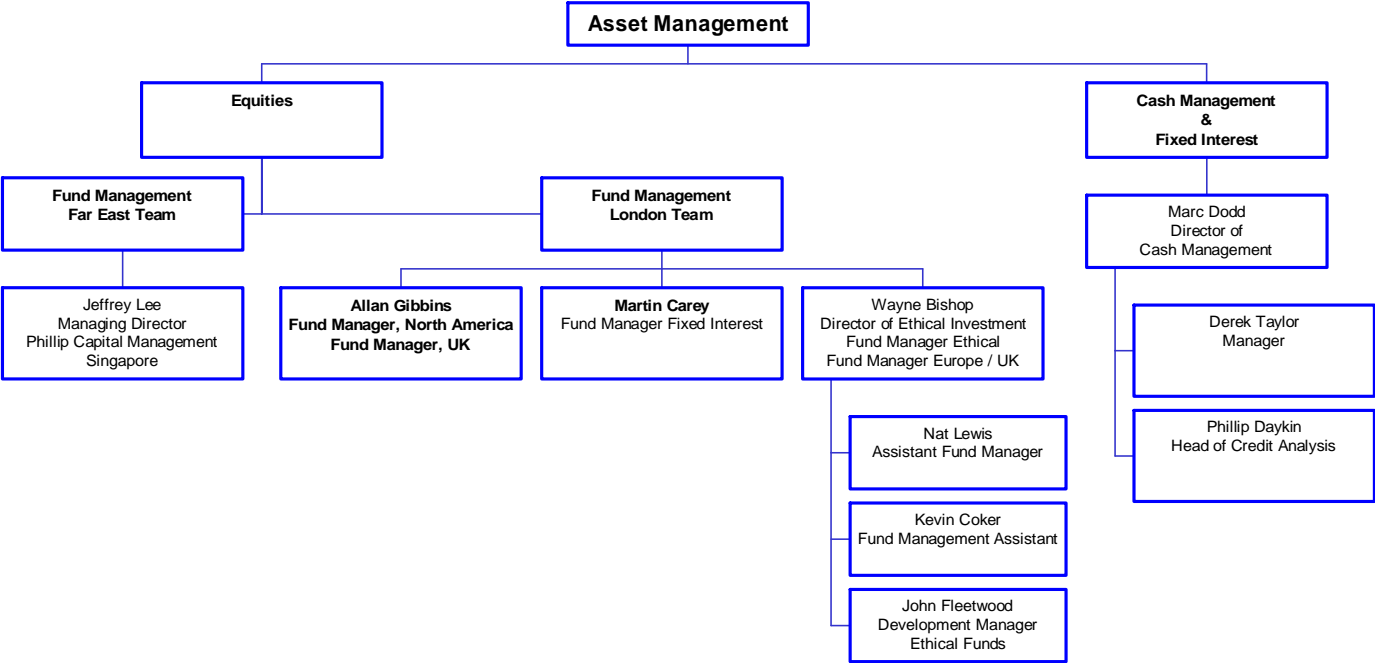 Asset Management
Equities
Cash Management
&
Fixed Interest
Fund Management
Far East Team
Fund Management
London Team
Marc Dodd
Director of
Cash Management
Jeffrey Lee
Managing Director
Phillip Capital Management
Singapore
Allan Gibbins
Fund Manager, North America
Fund Manager, UK
Martin Carey
Fund Manager Fixed Interest
Wayne Bishop
Director of Ethical Investment
Fund Manager Ethical
Fund Manager Europe / UK
Derek Taylor
Manager
Phillip Daykin
Head of Credit Analysis
Nat Lewis
Assistant Fund Manager
Kevin Coker
Fund Management Assistant
John Fleetwood
Development Manager
Ethical Funds